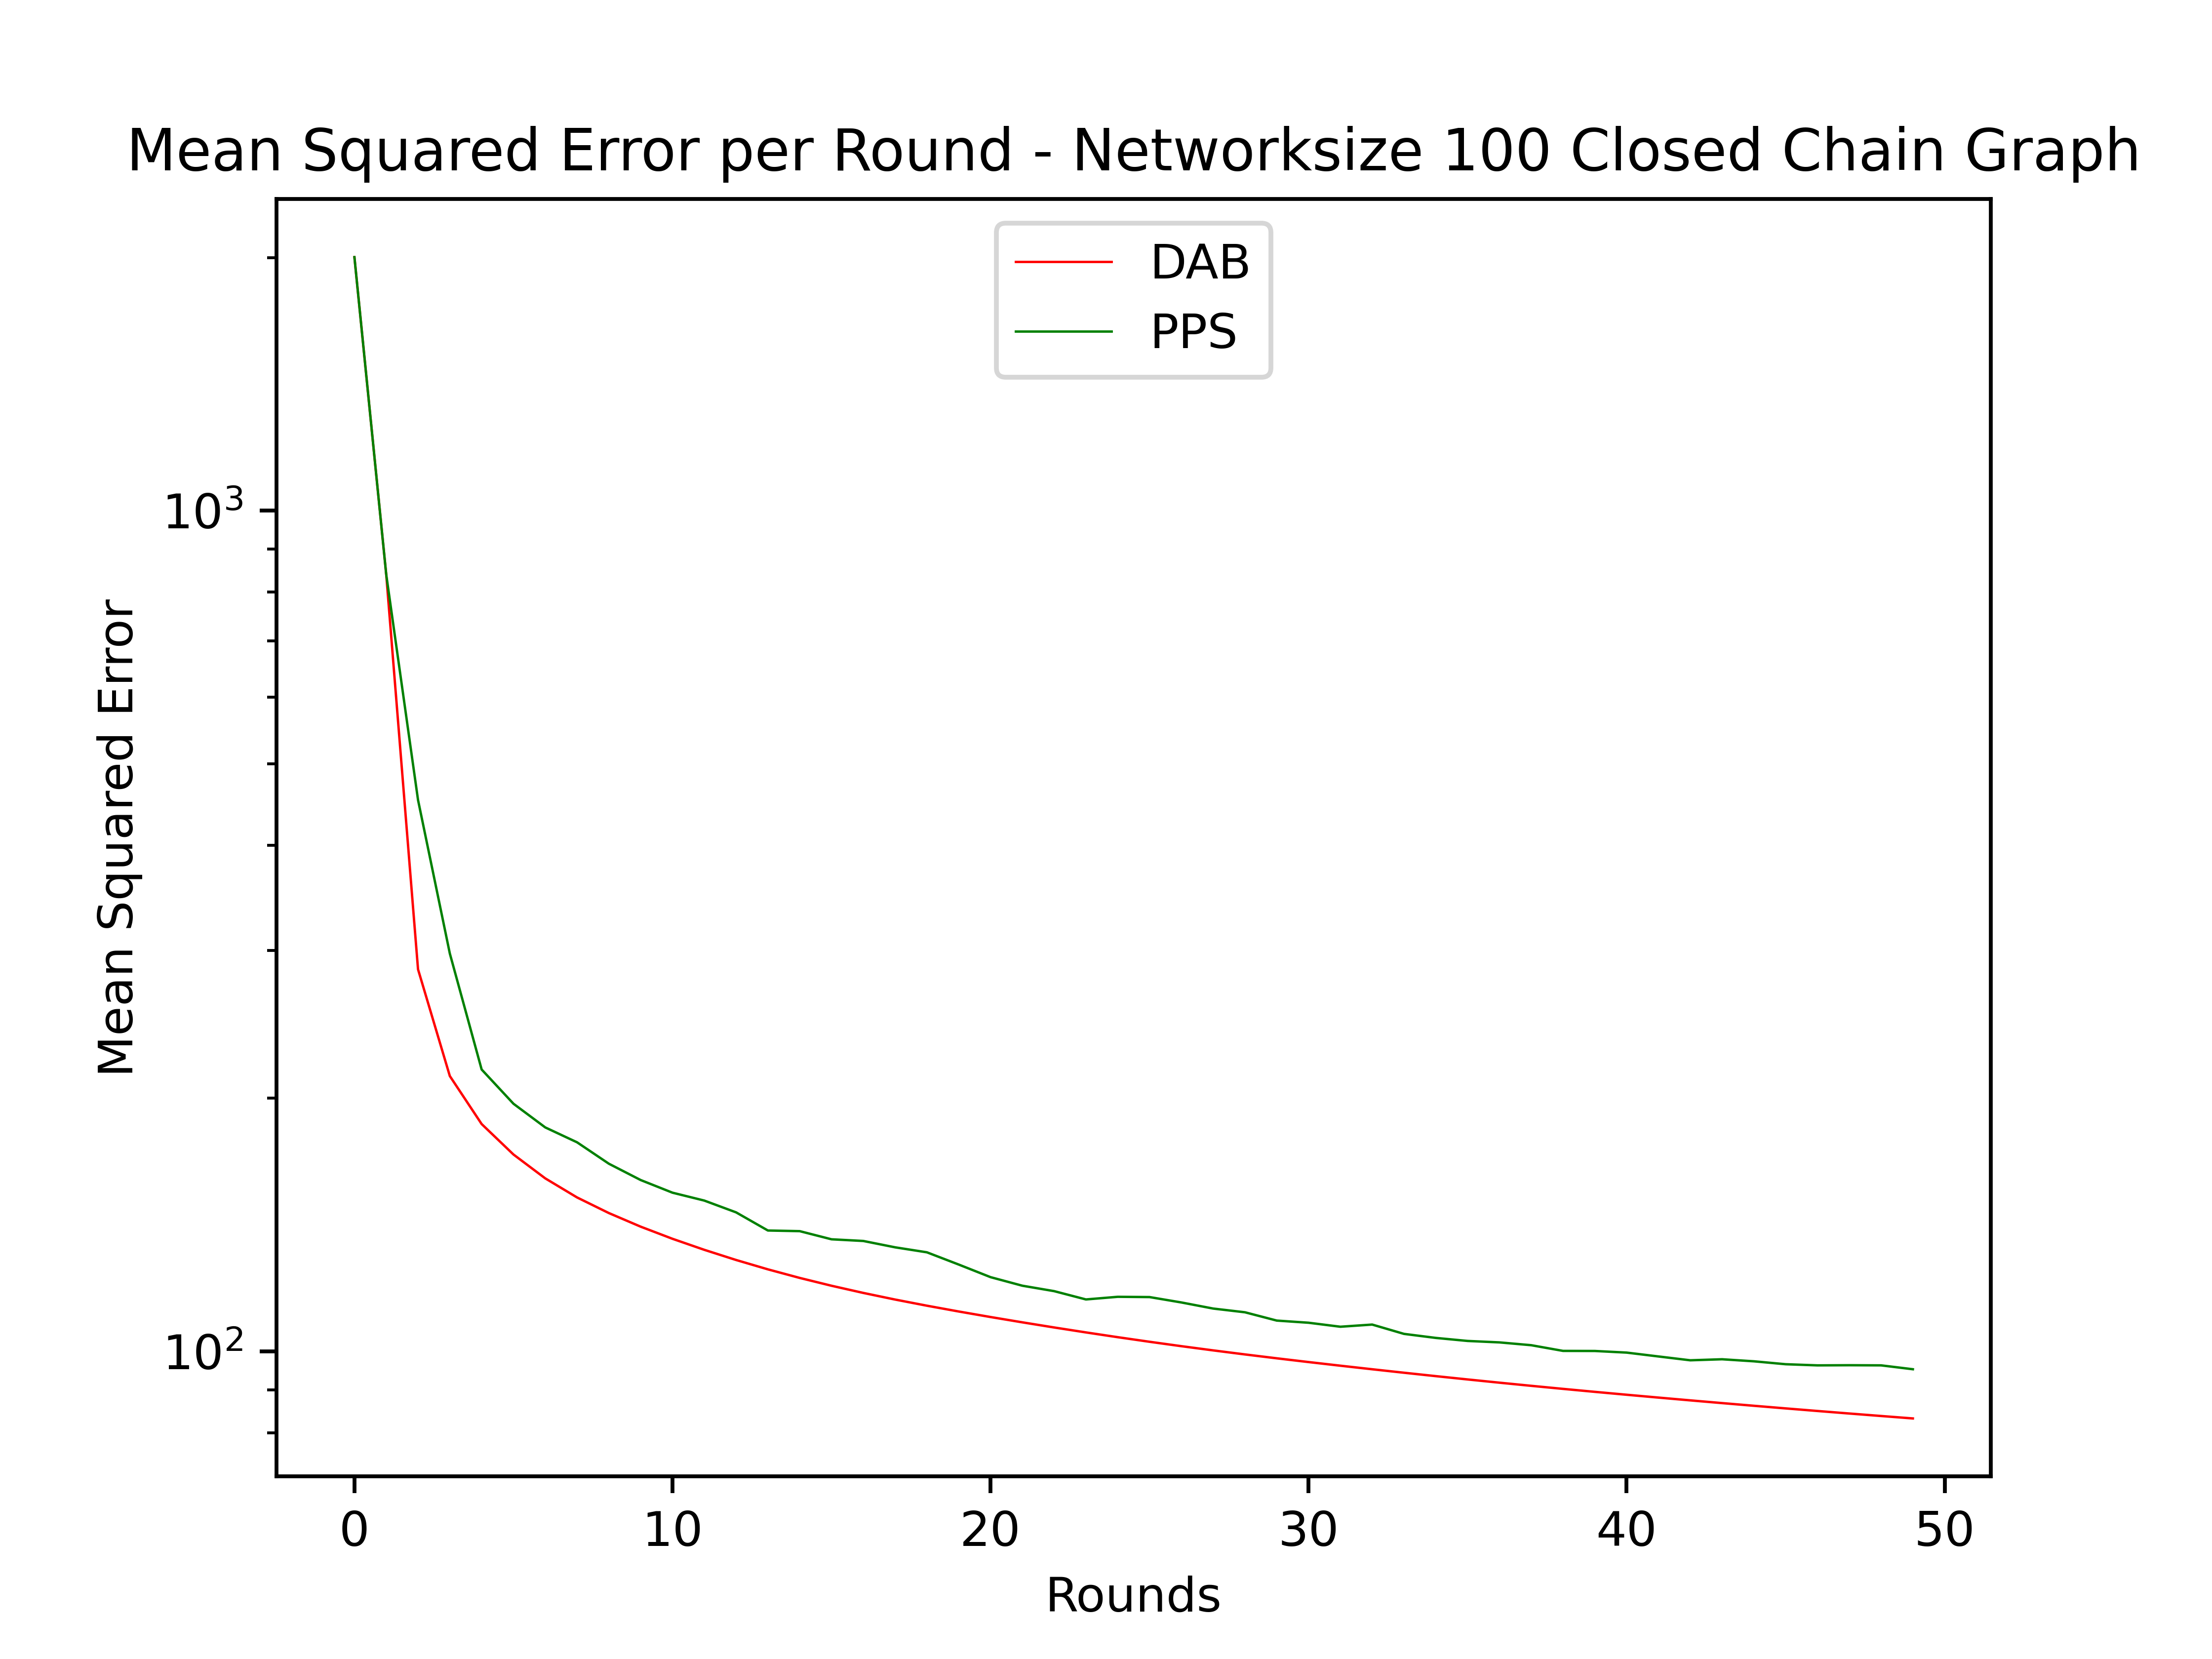 Mean Squared Error per Round - Networksize 100 Closed Chain Graph
DAB
PPS
10³
10²
Mean Squared Error
0 10 20 30 40 50
Rounds